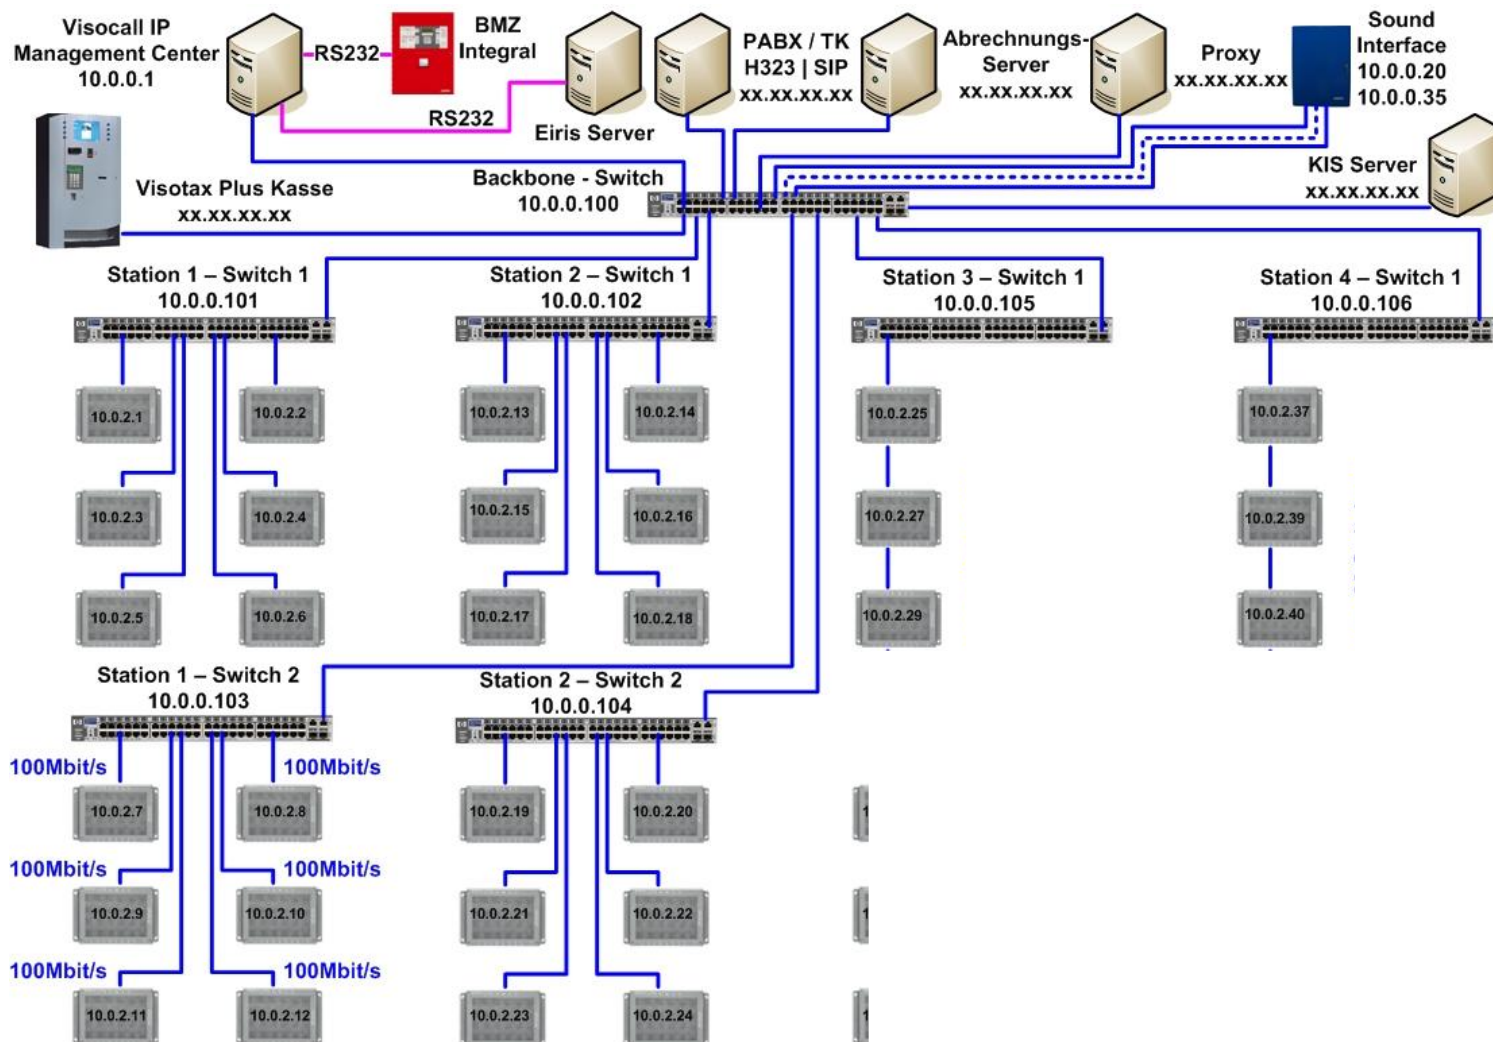 Visocall IP
Management Center
10.0.0.1
RS232
BMZ
Integral
RS232
Eiris Server
PABX / TK
H323 | SIP
xx.xx.xx.xx
Abrechnungs-
Server
xx.xx.xx.xx
Proxy
xx.xx.xx.xx
Sound
Interface
10.0.0.20
10.0.0.35
KIS Server
xx.xx.xx.xx
Visotax Plus Kasse
xx.xx.xx.xx
Backbone - Switch
10.0.0.100
Station 1 – Switch 1
10.0.0.101
Station 2 – Switch 1
10.0.0.102
Station 3 – Switch 1
10.0.0.105
Station 4 – Switch 1
10.0.0.106
10.0.2.1
10.0.2.2
10.0.2.13
10.0.2.14
10.0.2.25
10.0.2.37
10.0.2.3
10.0.2.4
10.0.2.15
10.0.2.16
10.0.2.27
10.0.2.39
10.0.2.5
10.0.2.6
10.0.2.17
10.0.2.18
10.0.2.29
10.0.2.40
Station 1 – Switch 2
10.0.0.103
Station 2 – Switch 2
10.0.0.104
100Mbit/s
100Mbit/s
10.0.2.7
10.0.2.8
10.0.2.19
10.0.2.20
100Mbit/s
100Mbit/s
10.0.2.9
10.0.2.10
10.0.2.21
10.0.2.22
100Mbit/s
100Mbit/s
10.0.2.11
10.0.2.12
10.0.2.23
10.0.2.24